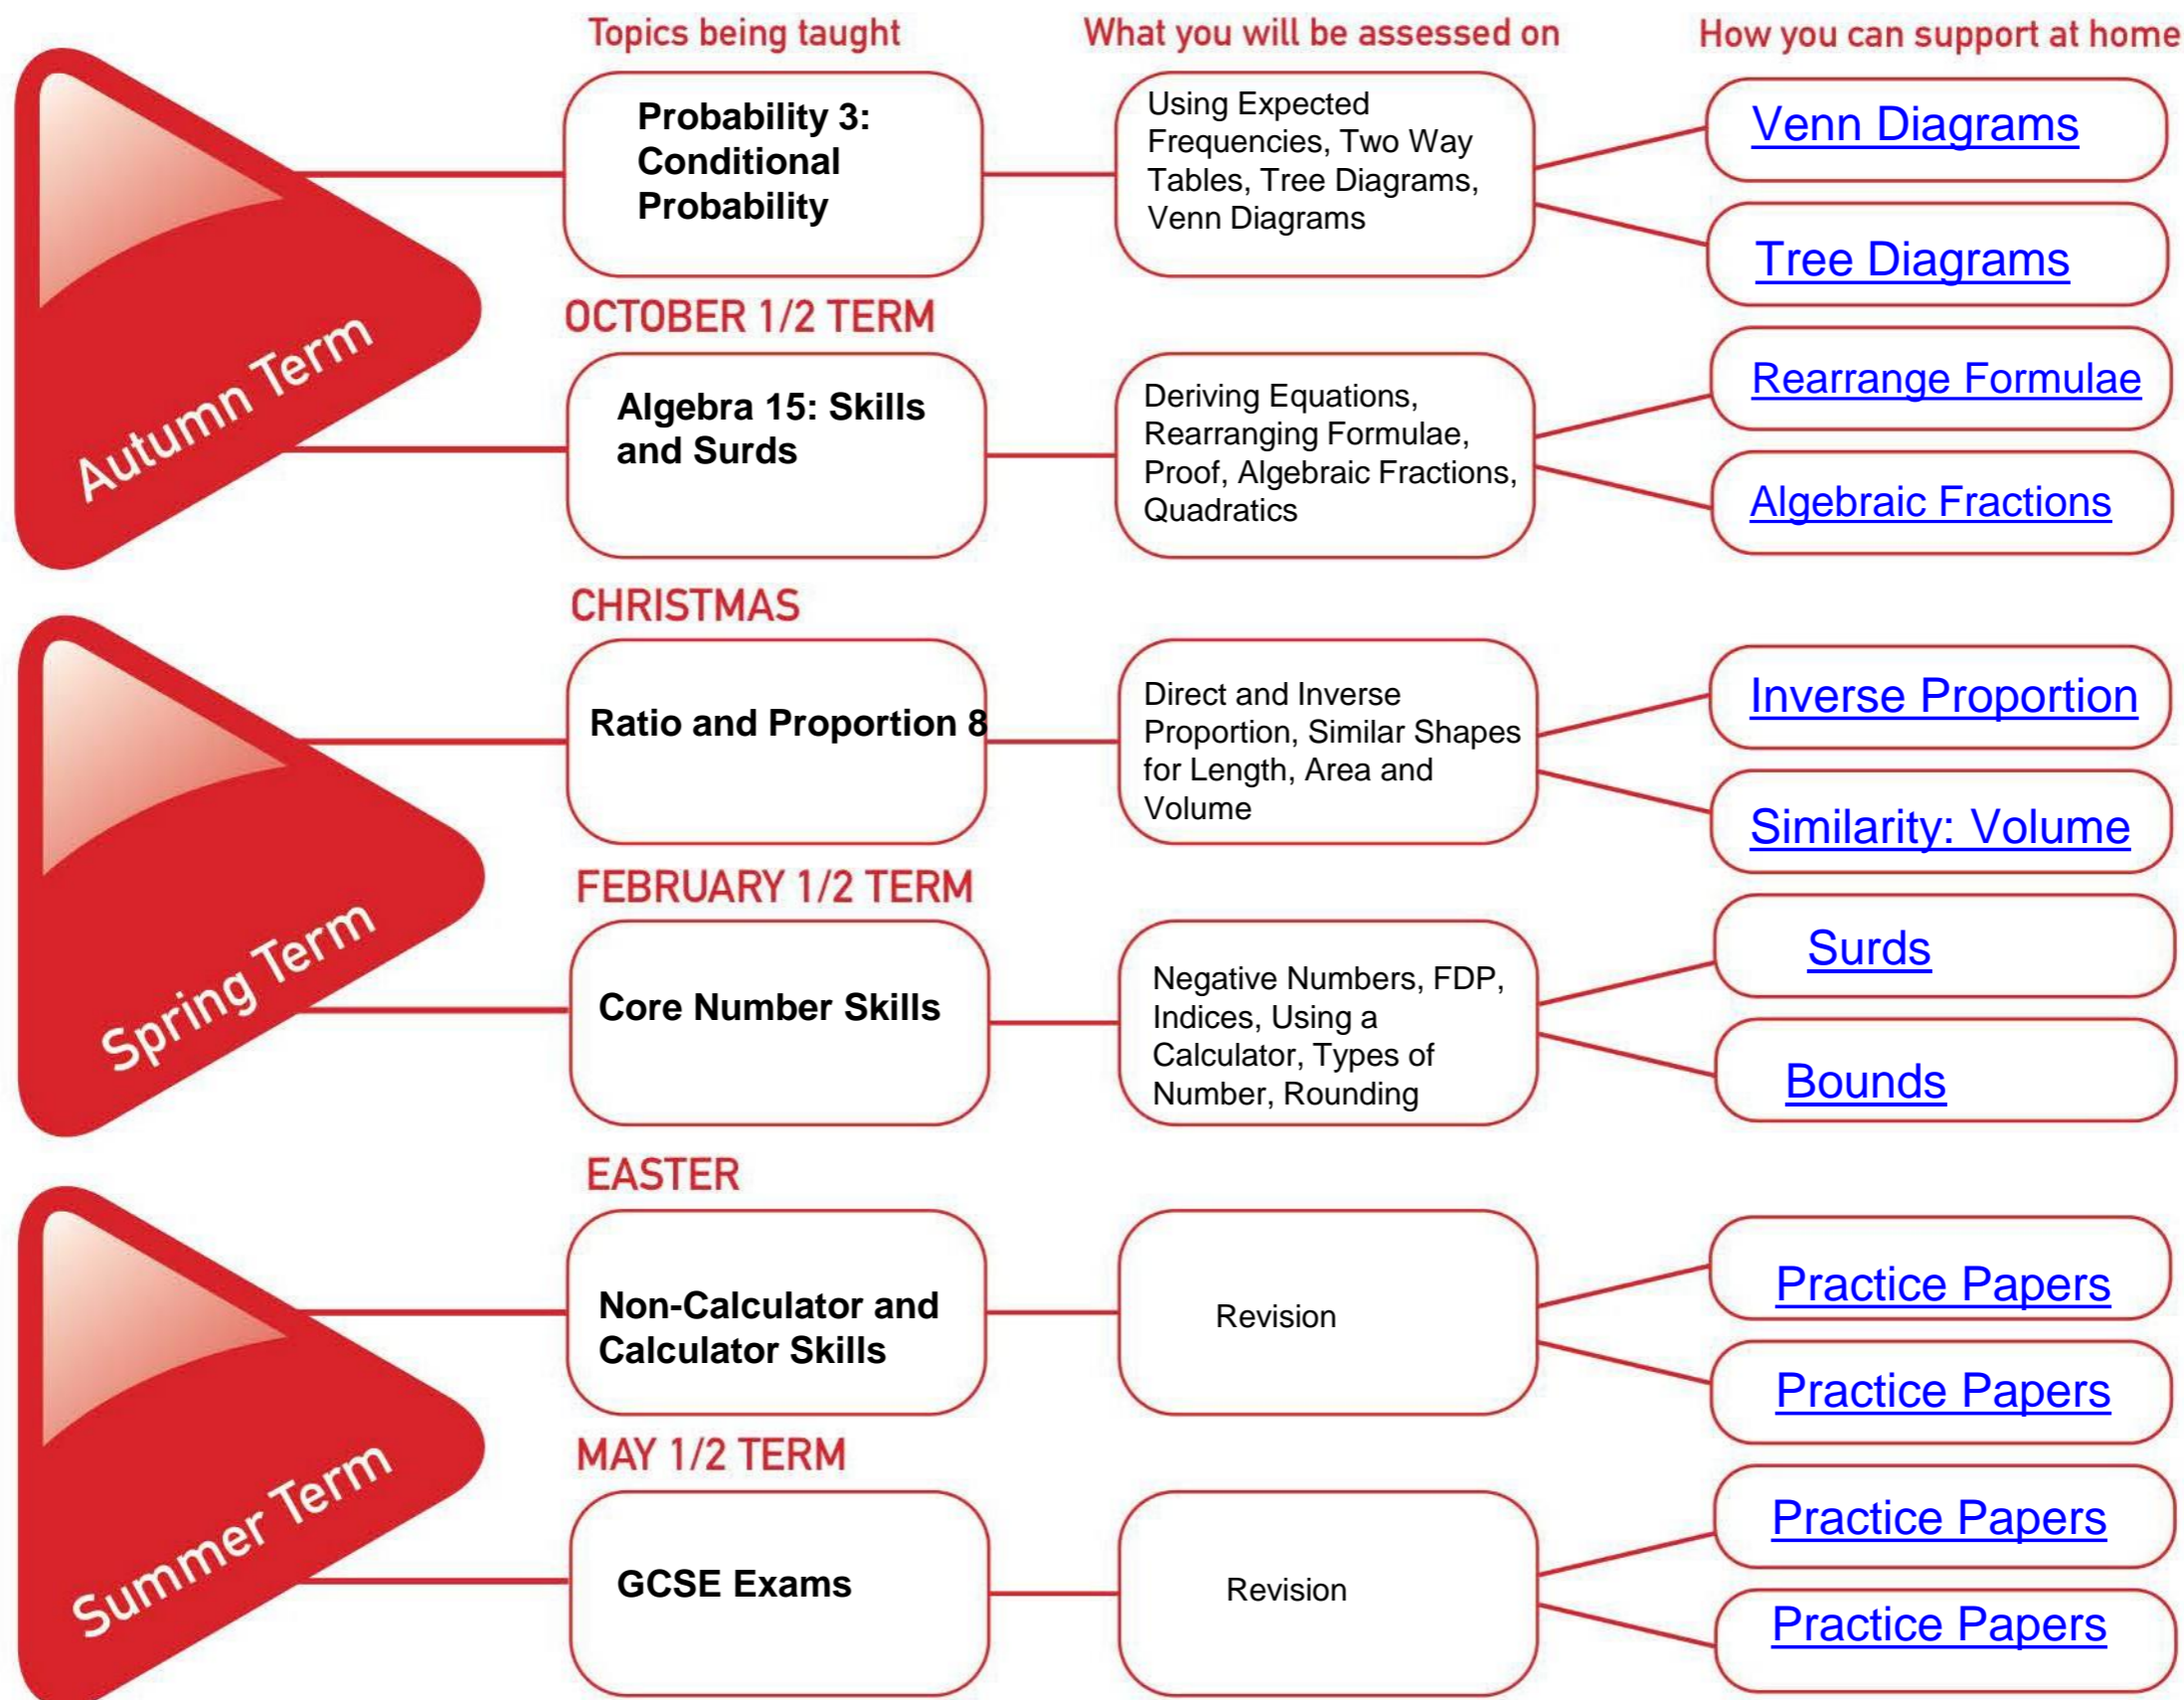 Topics being taught
What you will be assessed on
How you can support at home
Autumn Term
Probability 3:
Conditional
Probability
Using Expected
Frequencies, Two Way
Tables, Tree Diagrams,
Venn Diagrams
Venn Diagrams
Tree Diagrams
OCTOBER 1/2 TERM
Algebra 15: Skills
and Surds
Deriving Equations,
Rearranging Formulae,
Proof, Algebraic Fractions,
Quadratics
Rearrange Formulae
Algebraic Fractions
CHRISTMAS
Spring Term
Ratio and Proportion 8
Direct and Inverse
Proportion, Similar Shapes
for Length, Area and
Volume
Inverse Proportion
Similarity: Volume
FEBRUARY 1/2 TERM
Core Number Skills
Negative Numbers, FDP,
Indices, Using a
Calculator, Types of
Number, Rounding
Surds
Bounds
EASTER
Summer Term
Non-Calculator and
Calculator Skills
Revision
Practice Papers
Practice Papers
MAY 1/2 TERM
GCSE Exams
Revision
Practice Papers
Practice Papers